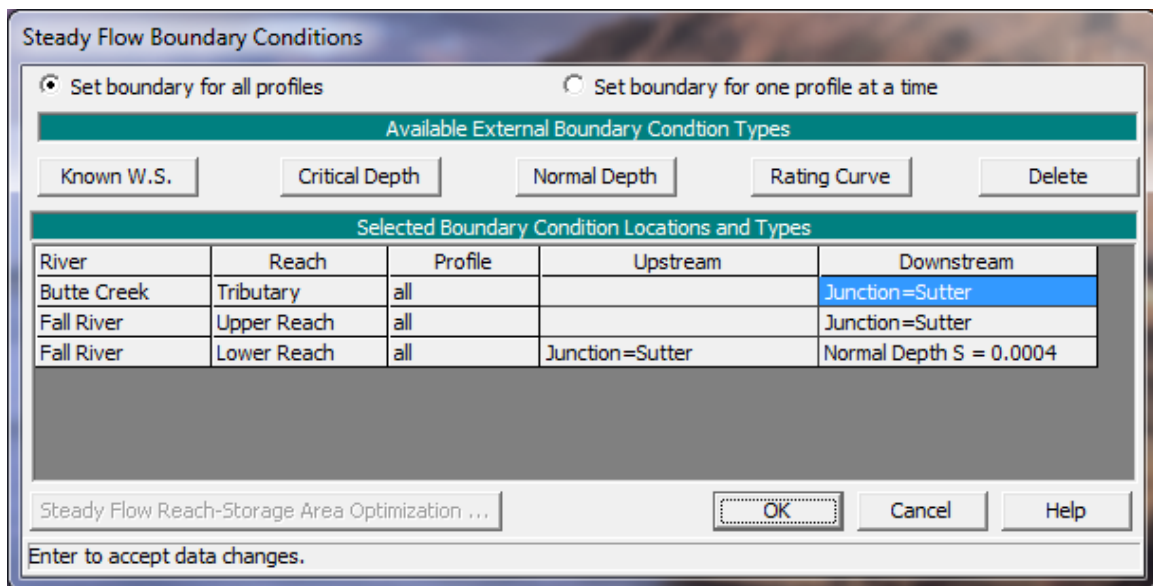 Steady Flow Boundary Conditions
Set boundary for all profiles Set boundary for one profile at a time
Available External Boundary Condtion Types
Known W.S. Critical Depth Normal Depth Rating Curve Delete
Selected Boundary Condition Locations and Types
River Reach Profile Upstream Downstream
Butte Creek Tributary all Junction=Sutter
Fall River Upper Reach all Junction=Sutter
Fall River Lower Reach all Junction=Sutter Normal Depth S = 0.0004
Steady Flow Reach-Storage Area Optimization ... OK Cancel Help
Enter to accept data changes.